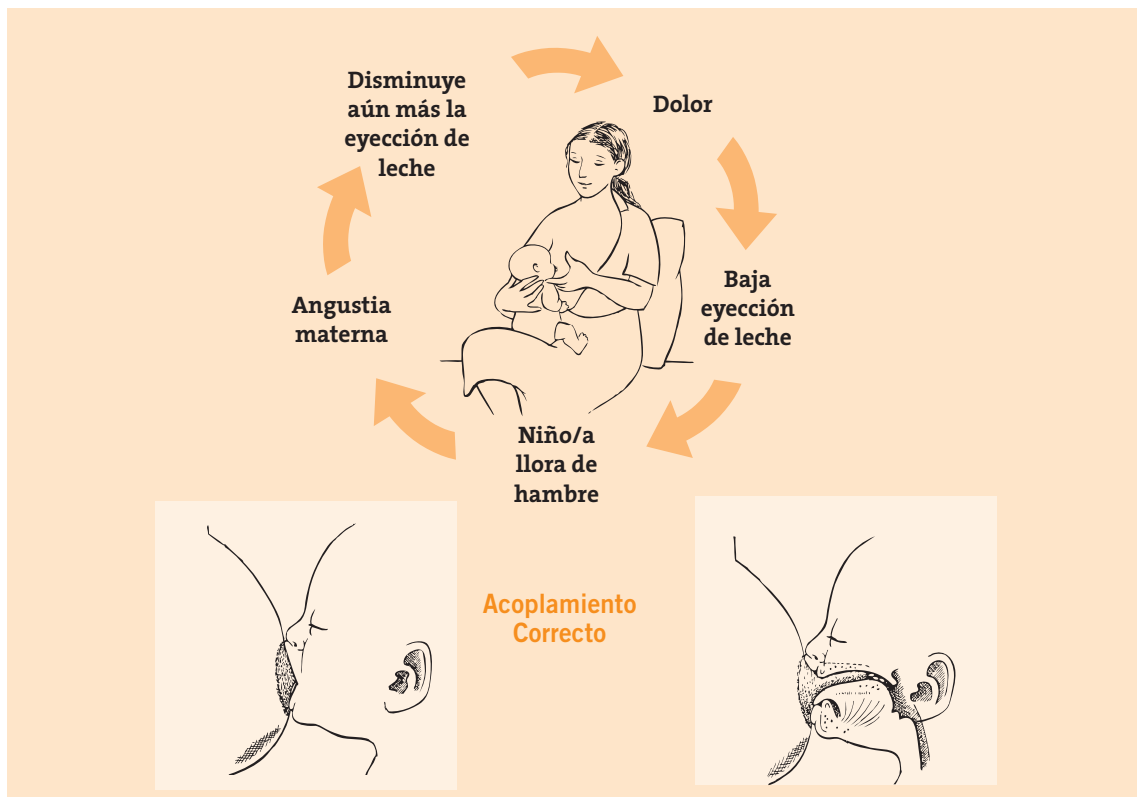 Disminuye
aún más la
eyección de
leche
Dolor
Baja
eyección
de leche
Niño/a
llora de
hambre
Angustia
materna
Acoplamiento
Correcto